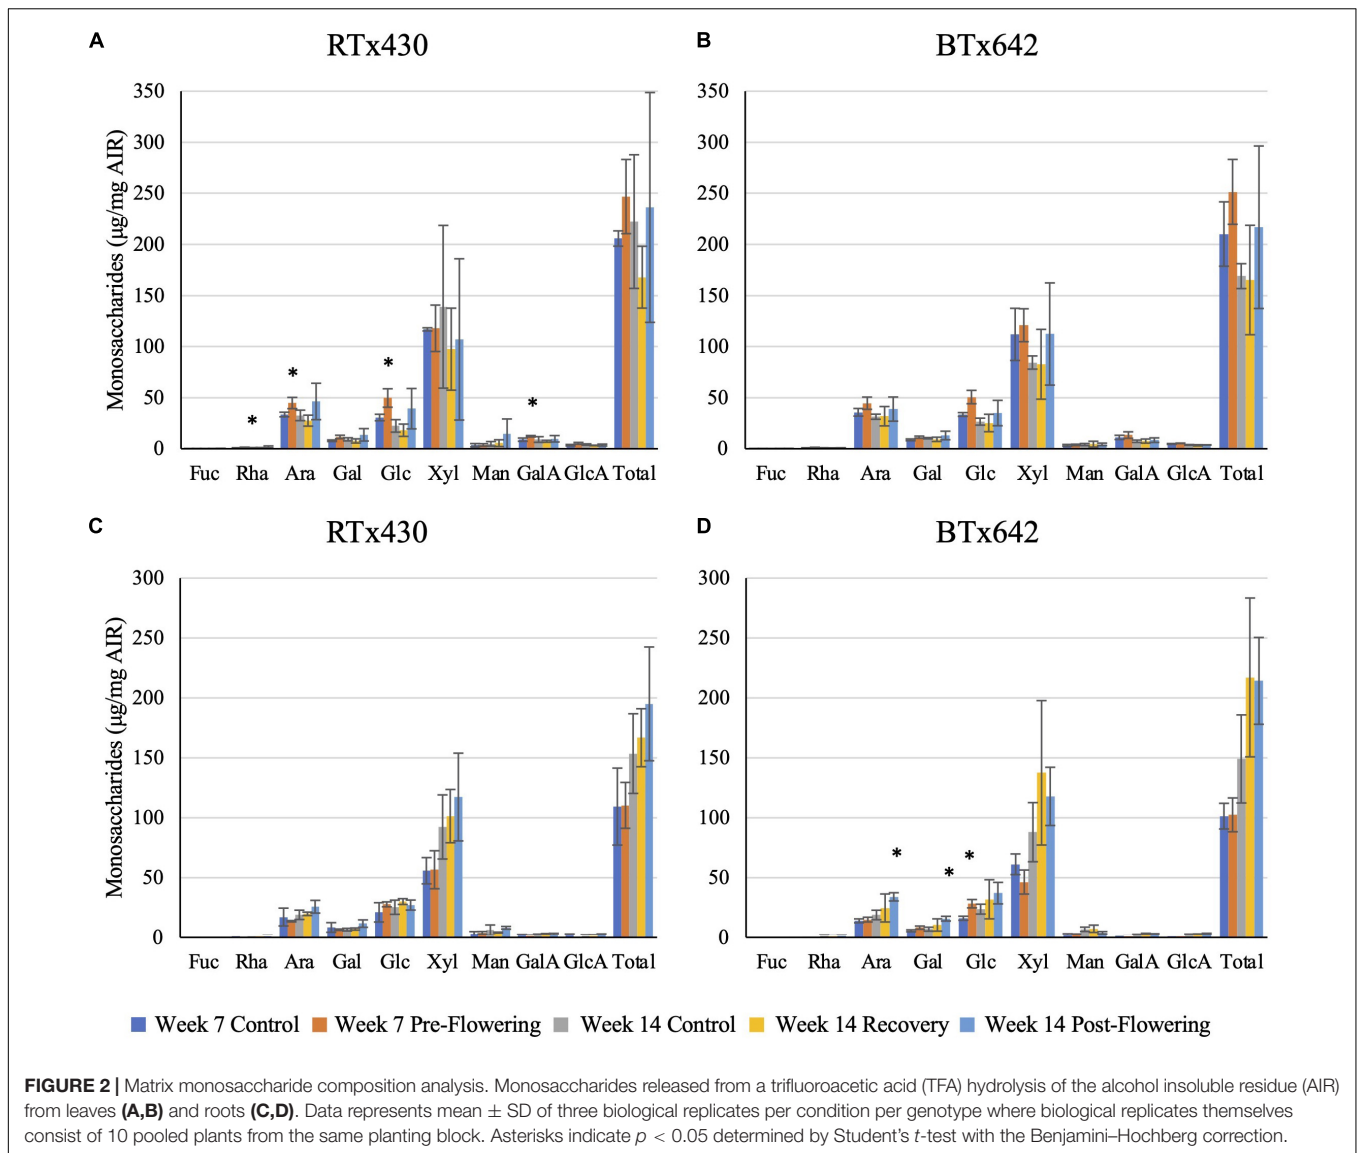 A
RTx430
B
BTx642
Monosaccharides (µg/mg AIR)
350
300
250
200
150
100
50
0
*
*
*
*
Fuc Rha Ara Gal Glc Xyl Man GalA GlcA Total
350
300
250
200
150
100
50
0
Fuc Rha Ara Gal Glc Xyl Man GalA GlcA Total
C
RTx430
D
BTx642
Monosaccharides (µg/mg AIR)
300
250
200
150
100
50
0
Fuc Rha Ara Gal Glc Xyl Man GalA GlcA Total
300
250
200
150
100
50
0
*
*
*
Fuc Rha Ara Gal Glc Xyl Man GalA GlcA Total
Week 7 Control Week 7 Pre-Flowering Week 14 Control Week 14 Recovery Week 14 Post-Flowering
FIGURE 2 | Matrix monosaccharide composition analysis. Monosaccharides released from a trifluoroacetic acid (TFA) hydrolysis of the alcohol insoluble residue (AIR)
from leaves (A,B) and roots (C,D). Data represents mean ± SD of three biological replicates per condition per genotype where biological replicates themselves
consist of 10 pooled plants from the same planting block. Asterisks indicate p < 0.05 determined by Student's t-test with the Benjamini–Hochberg correction.